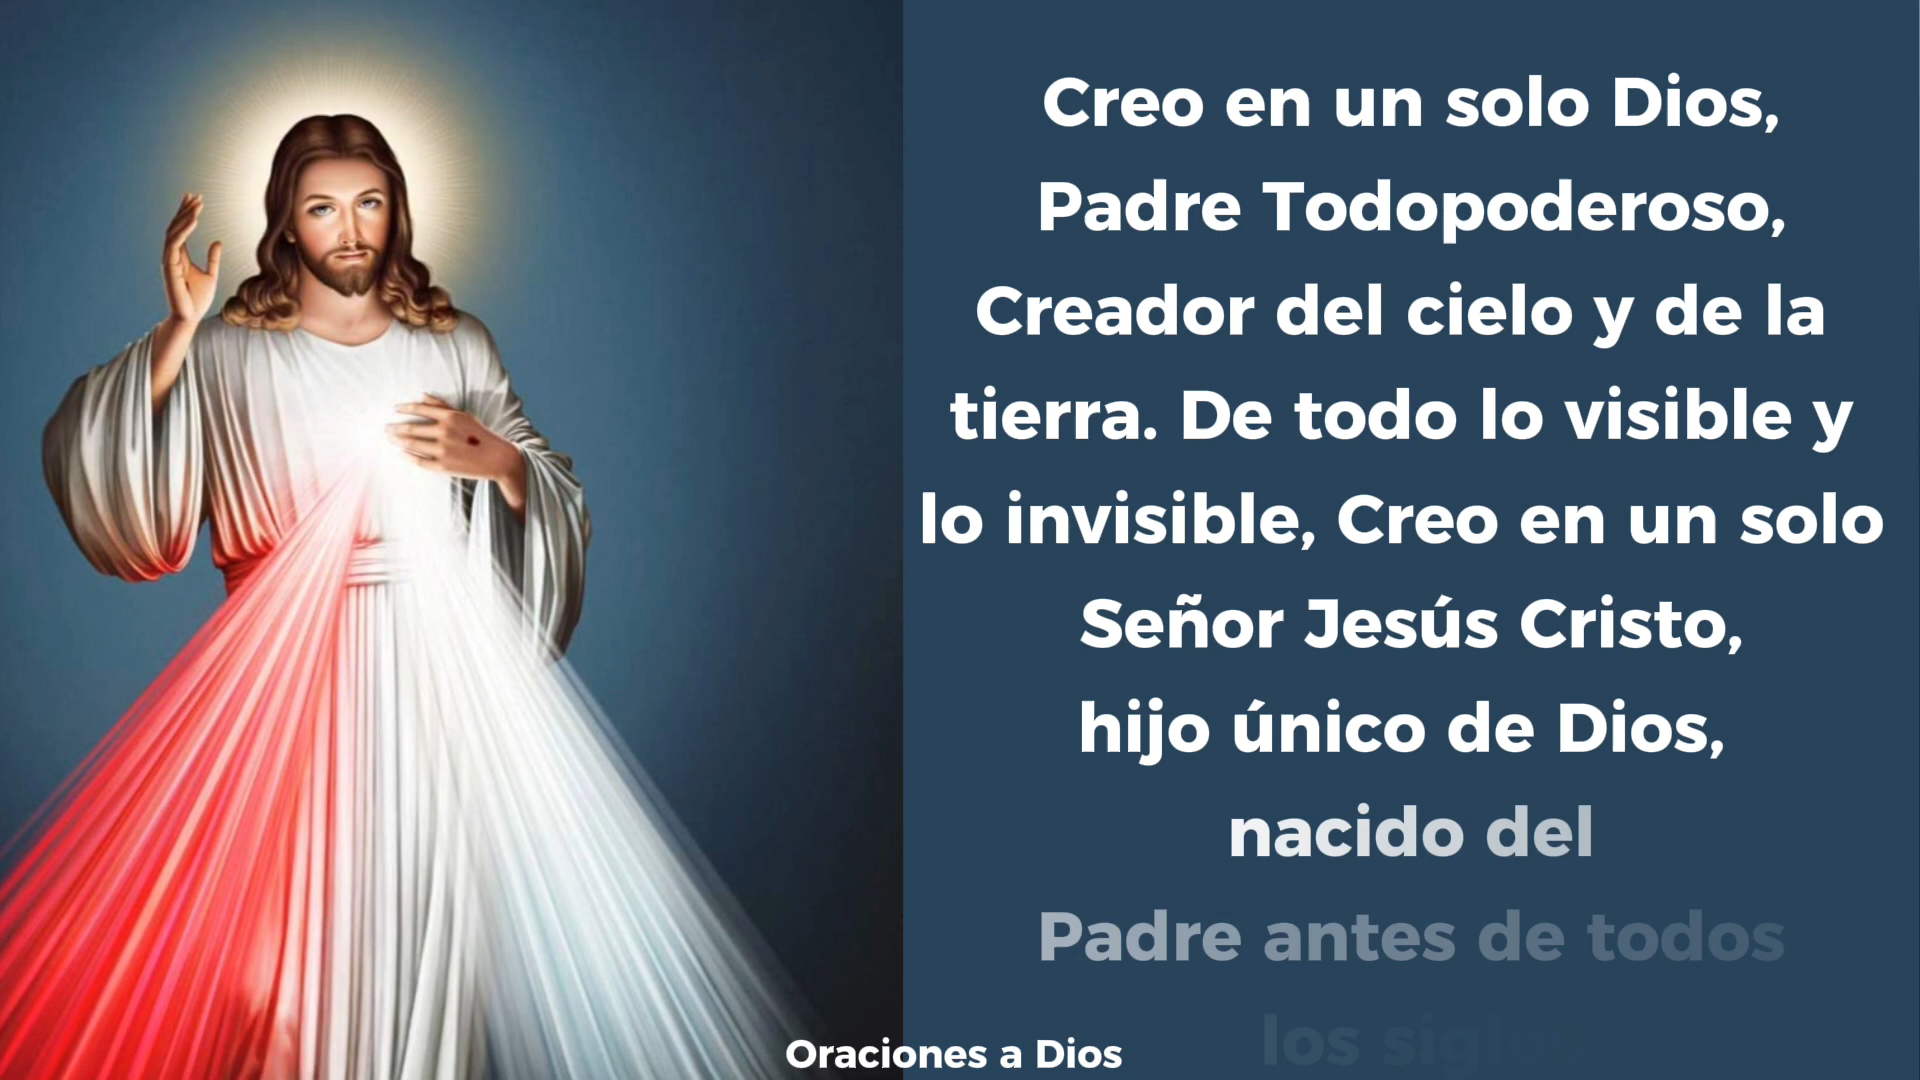 Creo en un solo Dios,
Padre Todopoderoso,
Creador del cielo y de la
tierra. De todo lo visible y
lo invisible, Creo en un solo
Señor Jesús Cristo,
hijo único de Dios,
nacido del
Padre antes de todos
los
Oraciones a Dios